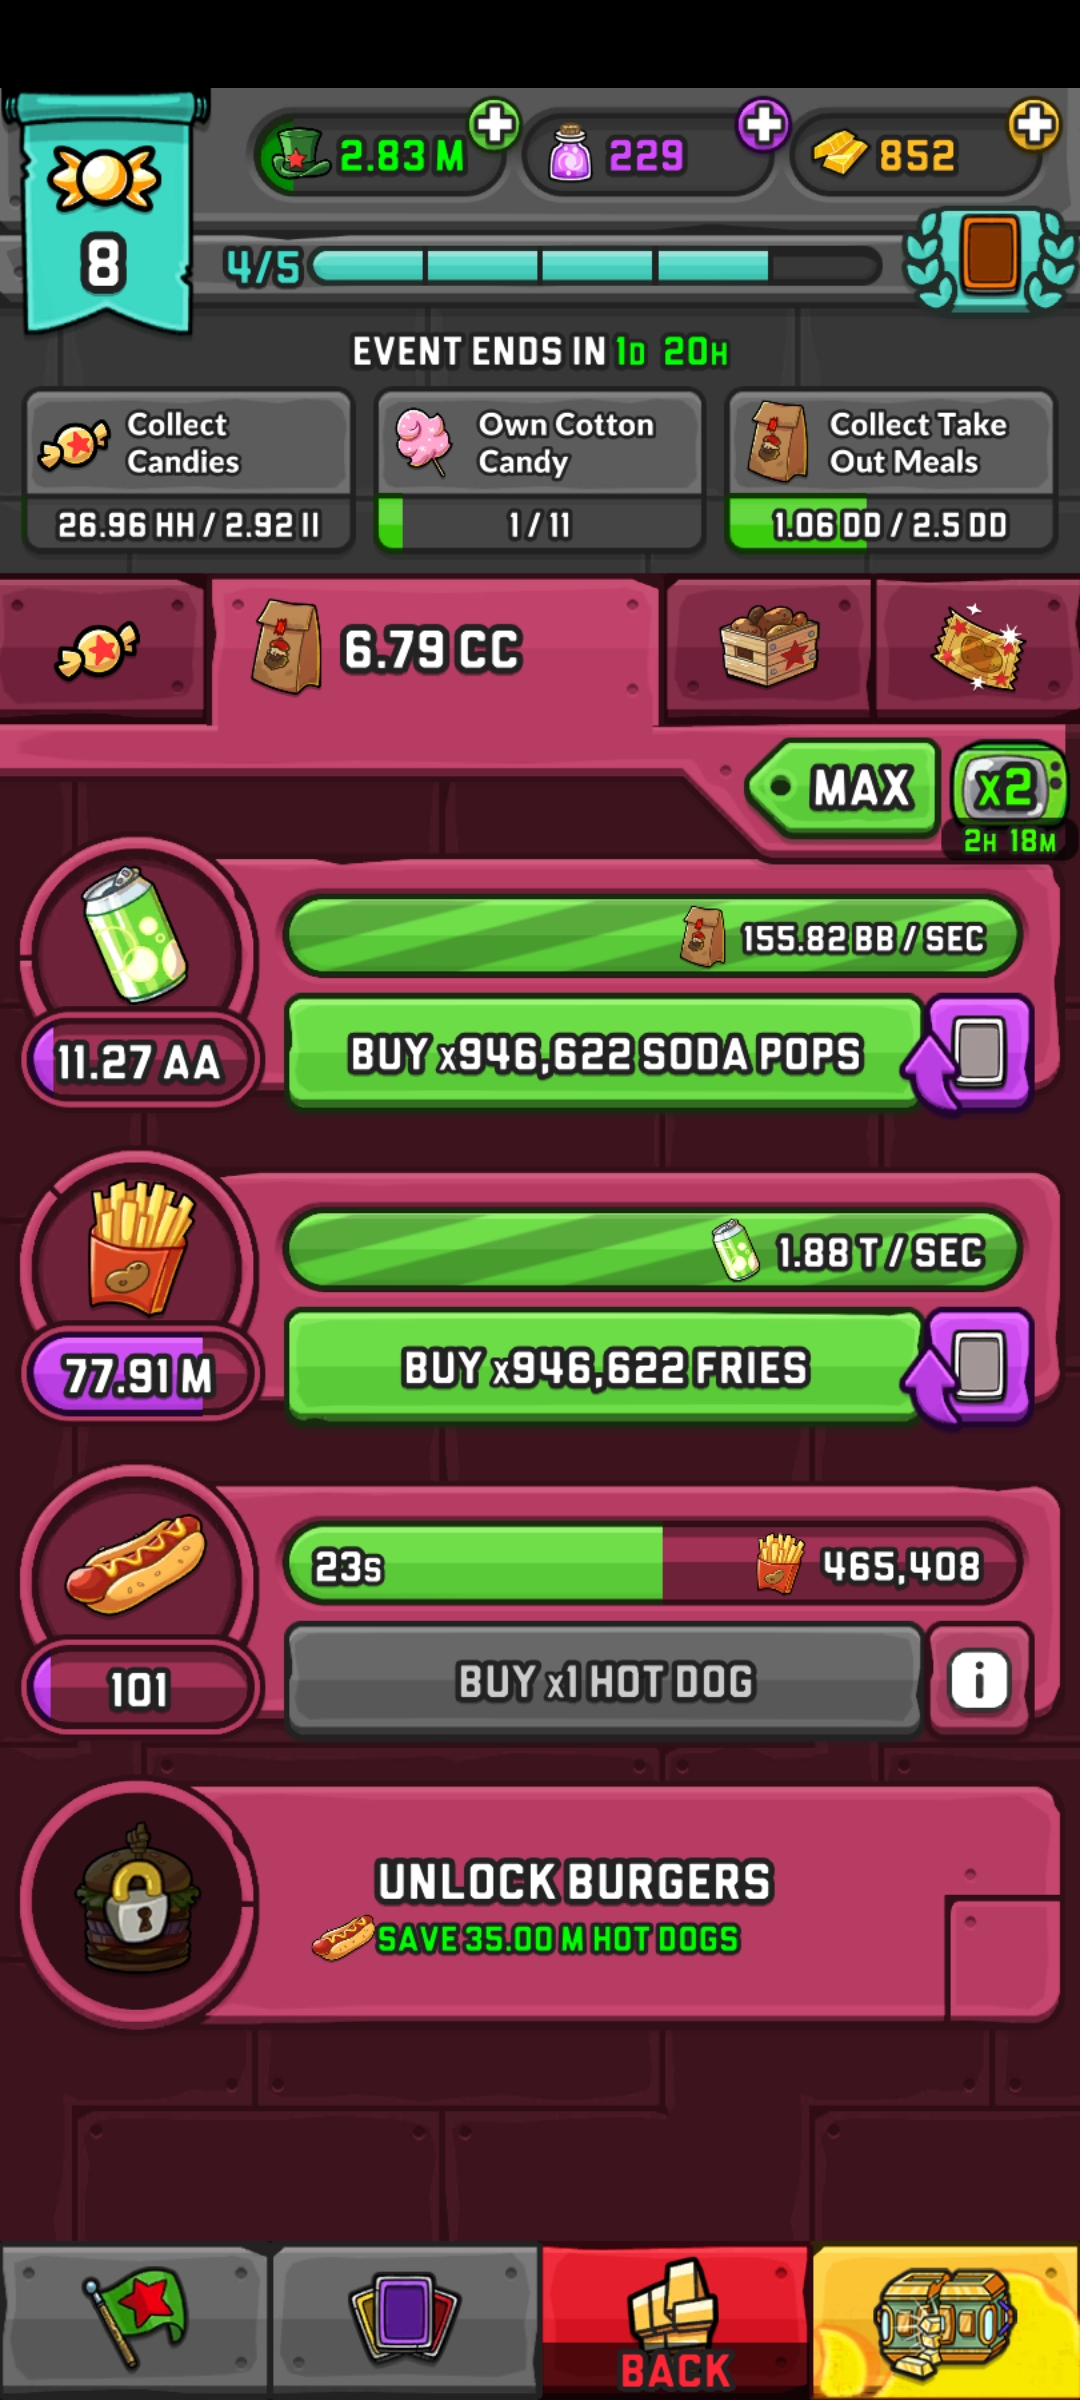 2.83 M
229
852
8
4/5
EVENT ENDS IN 1D 20H
Collect
Candies
26.96 HH / 2.92 II
Own Cotton
Candy
1 / 11
Collect Take
Out Meals
1.06 DD / 2.5 DD
6.79 CC
MAX
x2
2H 18M
155.82 BB / SEC
11.27 AA
BUY x946,622 SODA POPS
1.88 T / SEC
77.91 M
BUY x946,622 FRIES
23s
465,408
101
BUY x1 HOT DOG
i
UNLOCK BURGERS
SAVE 35.00 M HOT DOGS
BACK